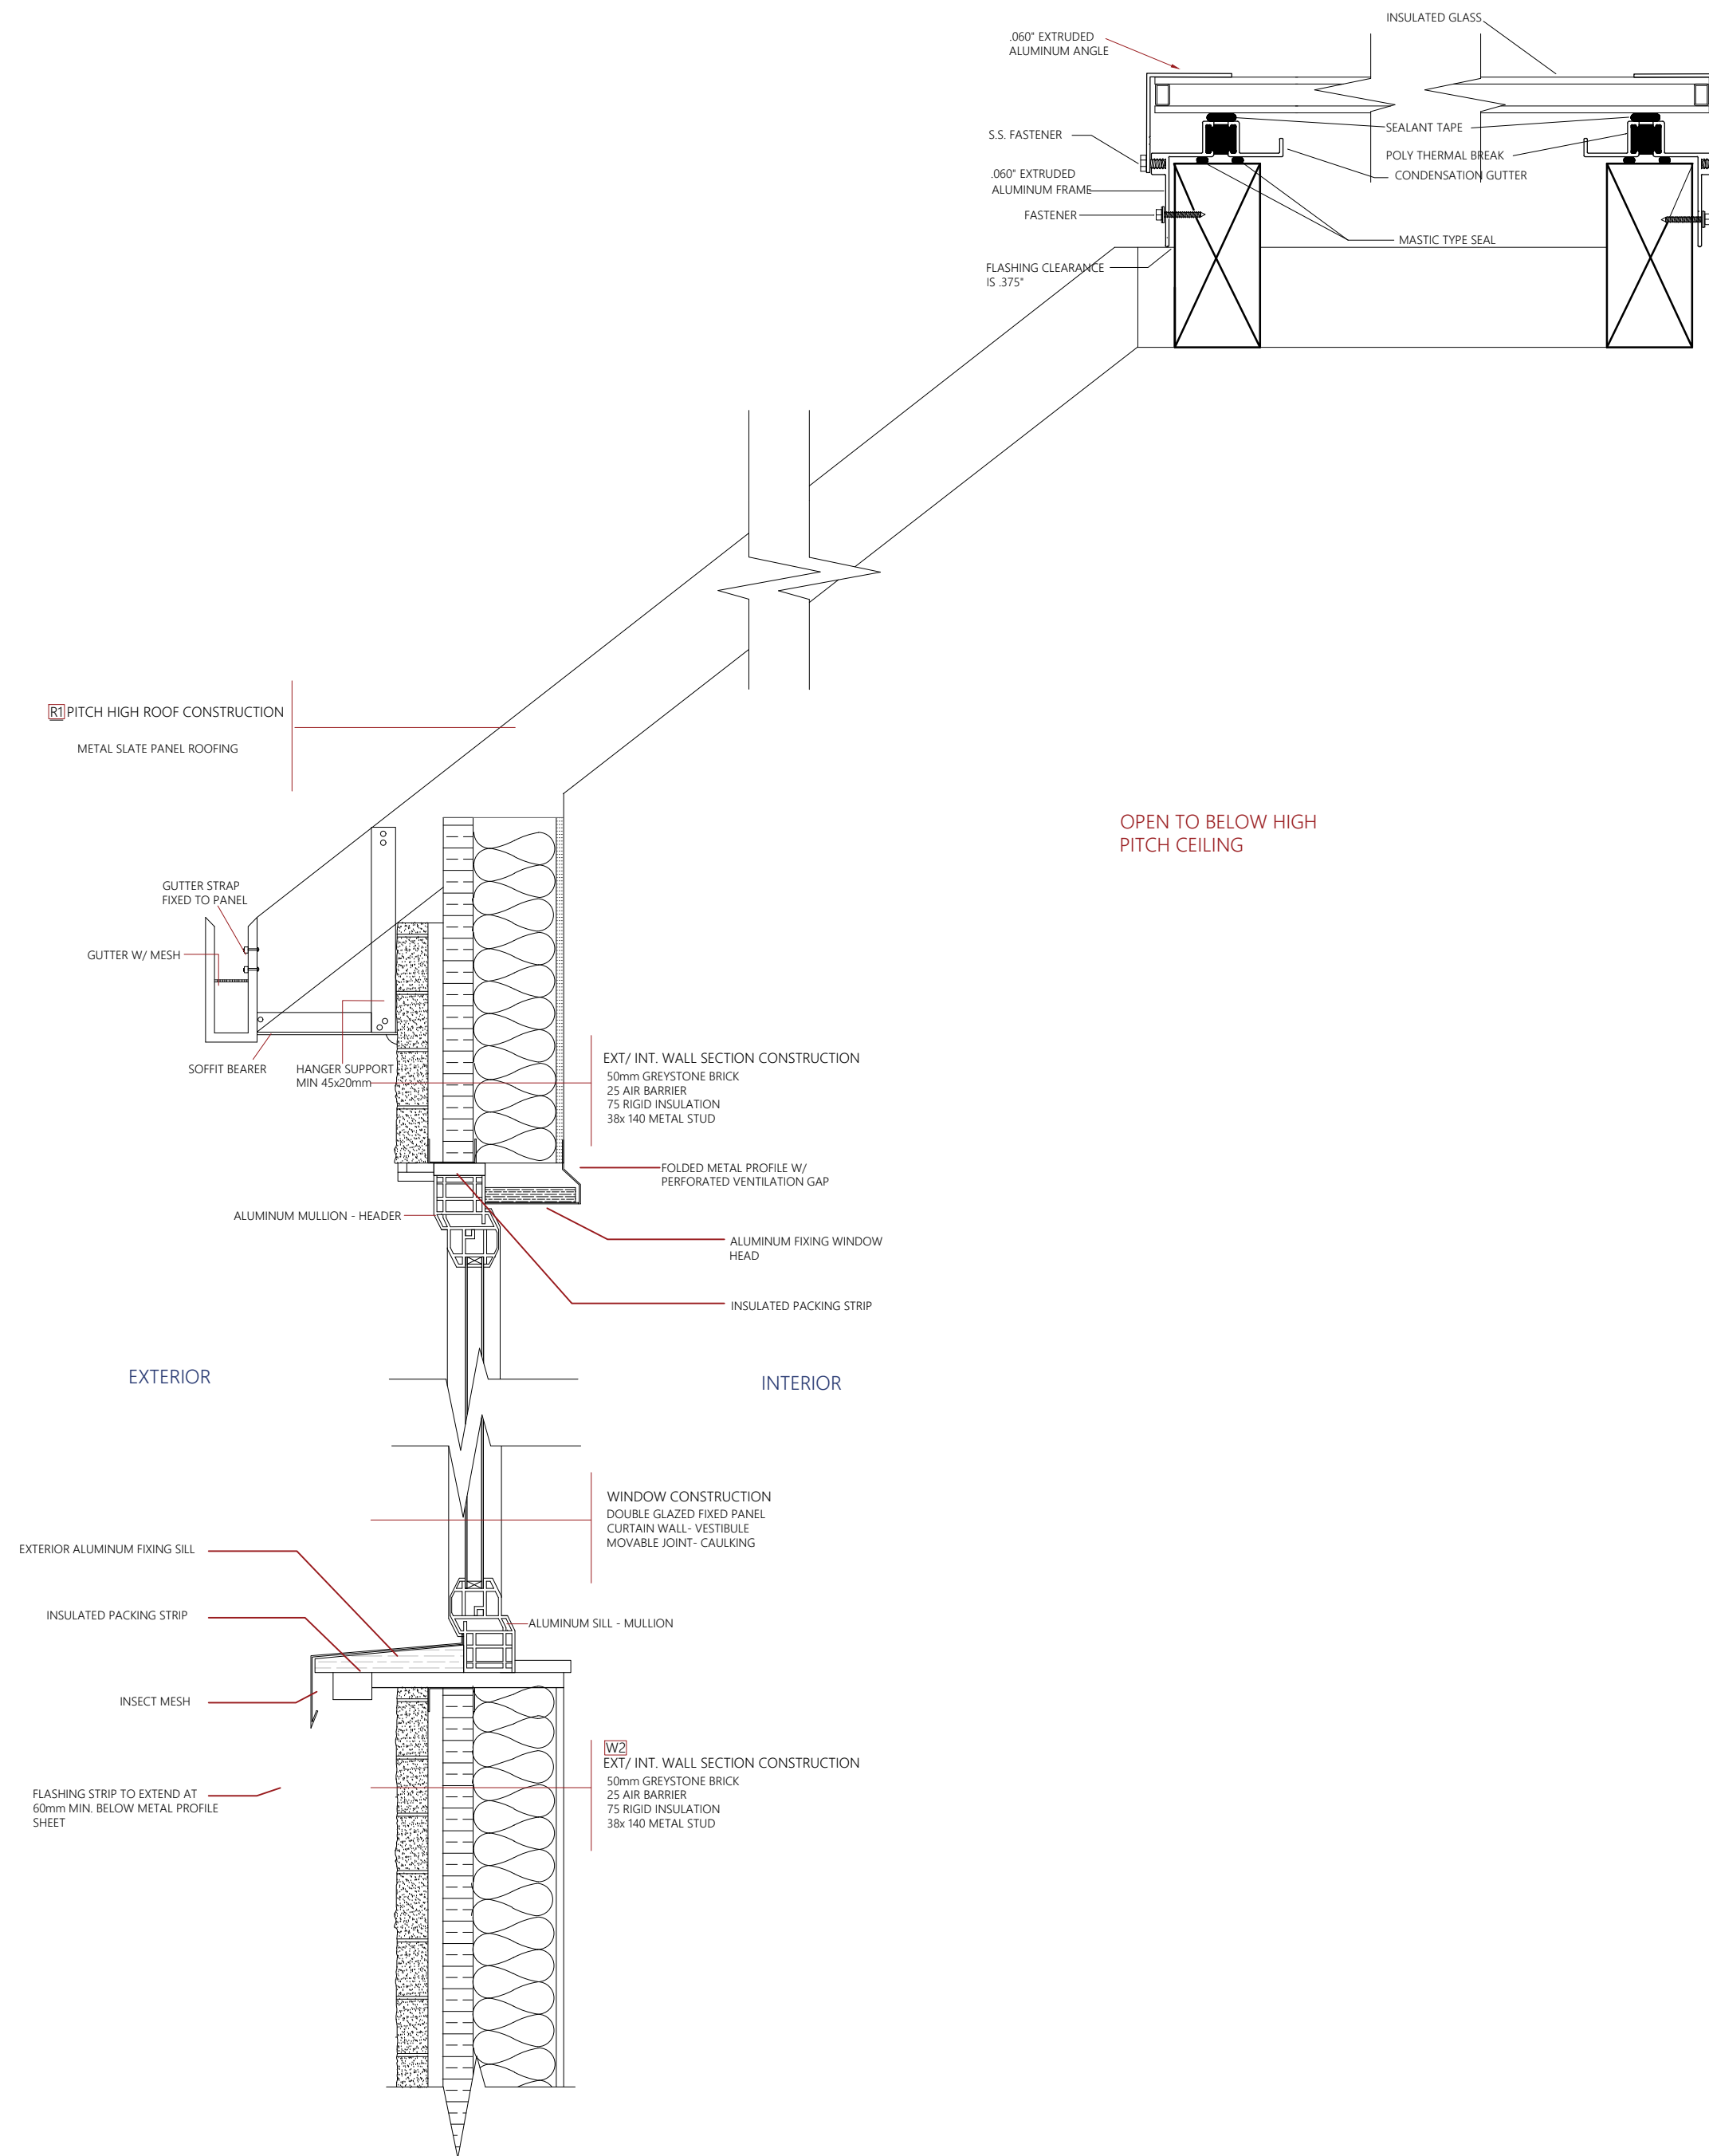 INSULATED GLASS
.060" EXTRUDED
ALUMINUM ANGLE
SEALANT TAPE
S.S. FASTENER
POLY THERMAL BREAK
.060" EXTRUDED
ALUMINUM FRAME
CONDENSATION GUTTER
FASTENER
MASTIC TYPE SEAL
FLASHING CLEARANCE
IS .375"
R1 PITCH HIGH ROOF CONSTRUCTION
METAL SLATE PANEL ROOFING
OPEN TO BELOW HIGH
PITCH CEILING
GUTTER STRAP
FIXED TO PANEL
GUTTER W/ MESH
SOFFIT BEARER
HANGER SUPPORT
MIN 45x20mm
EXT/ INT. WALL SECTION CONSTRUCTION
50mm GREYSTONE BRICK
25 AIR BARRIER
75 RIGID INSULATION
38x 140 METAL STUD
FOLDED METAL PROFILE W/
PERFORATED VENTILATION GAP
ALUMINUM MULLION - HEADER
ALUMINUM FIXING WINDOW
HEAD
INSULATED PACKING STRIP
EXTERIOR
INTERIOR
WINDOW CONSTRUCTION
DOUBLE GLAZED FIXED PANEL
CURTAIN WALL- VESTIBULE
MOVABLE JOINT- CAULKING
EXTERIOR ALUMINUM FIXING SILL
INSULATED PACKING STRIP
ALUMINUM SILL - MULLION
INSECT MESH
W2
EXT/ INT. WALL SECTION CONSTRUCTION
50mm GREYSTONE BRICK
25 AIR BARRIER
75 RIGID INSULATION
38x 140 METAL STUD
FLASHING STRIP TO EXTEND AT
60mm MIN. BELOW METAL PROFILE
SHEET